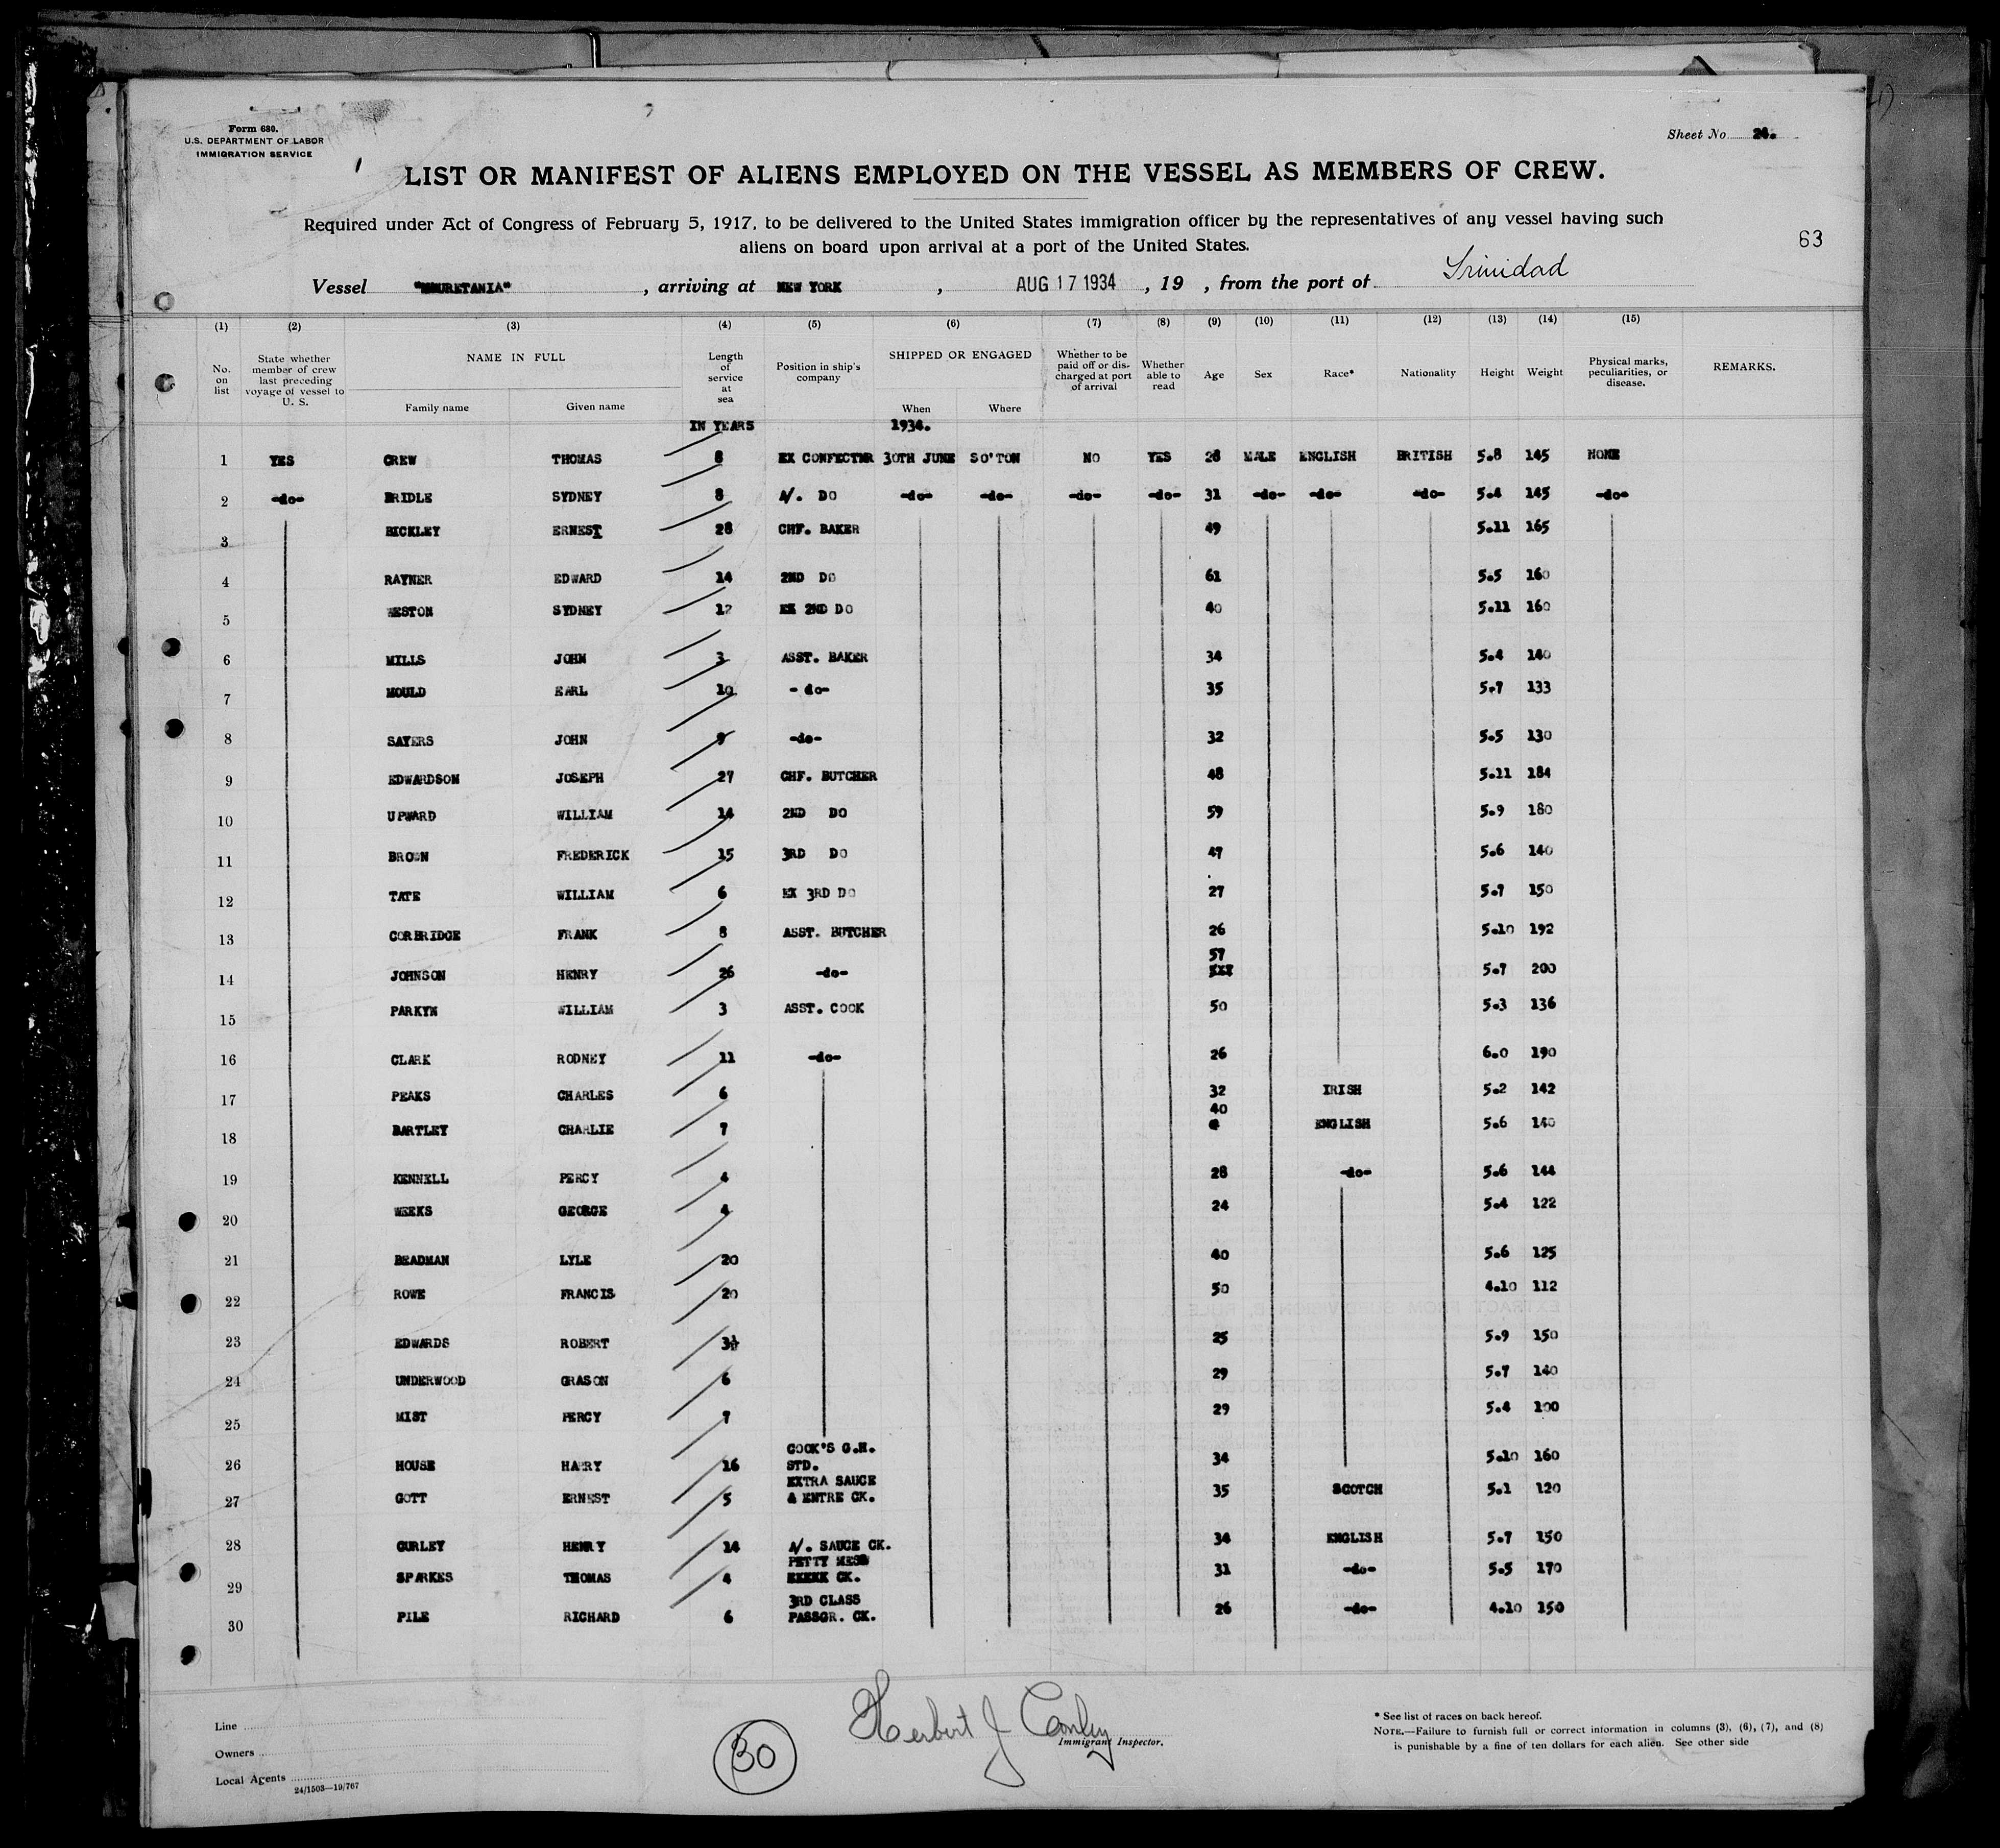 Form 680.
U.S. DEPARTMENT OF LABOR
IMMIGRATION SERVICE
Sheet No. 24.
LIST OR MANIFEST OF ALIENS EMPLOYED ON THE VESSEL AS MEMBERS OF CREW.
Required under Act of Congress of February 5, 1917, to be delivered to the United States immigration officer by the representatives of any vessel having such
aliens on board upon arrival at a port of the United States.
63
Vessel "MAURETANIA", arriving at NEW YORK, AUG 17 1934, 19 , from the port of Trinidad
(1) (2) (3) (4) (5) (6) (7) (8) (9) (10) (11) (12) (13) (14) (15)
No. on list State whether member of crew last preceding voyage of vessel to U. S. NAME IN FULL Family name Given name Length of service at sea Position in ship's company SHIPPED OR ENGAGED When Where Whether to be paid off or discharged at port of arrival Whether able to read Age Sex Race* Nationality Height Weight Physical marks, peculiarities, or disease. REMARKS.
IN YEARS 1934.
1 YES CREW THOMAS 8 EX CONFECTNR 30TH JUNE SO'TON NO YES 28 MALE ENGLISH BRITISH 5.8 145 NONE
2 -do- BRIDLE SYDNEY 8 A/. DO -do- -do- -do- -do- 31 -do- -do- -do- 5.4 145 -do-
3 BICKLEY ERNEST 28 CHF. BAKER 49 5.11 165
4 RAYNER EDWARD 14 2ND DO 61 5.5 160
5 WESTON SYDNEY 12 EX 2ND DO 40 5.11 160
6 MILLS JOHN 3 ASST. BAKER 34 5.4 140
7 MOULD EARL 10 -do- 35 5.7 133
8 SAYERS JOHN 9 -do- 32 5.5 130
9 EDWARDSON JOSEPH 27 CHF. BUTCHER 48 5.11 184
10 UPWARD WILLIAM 14 2ND DO 59 5.9 180
11 BROWN FREDERICK 15 3RD DO 47 5.6 140
12 TATE WILLIAM 6 EX 3RD DO 27 5.7 150
13 CORBRIDGE FRANK 8 ASST. BUTCHER 26 5.10 192
14 JOHNSON HENRY 26 -do- 57 5.7 200
15 PARKYN WILLIAM 3 ASST. COOK 50 5.3 136
16 CLARK RODNEY 11 -do- 26 6.0 190
17 PEAKS CHARLES 6 32 IRISH 5.2 142
18 BARTLEY CHARLIE 7 40 ENGLISH 5.6 140
19 KENNELL PERCY 4 28 -do- 5.6 144
20 WEEKS GEORGE 4 24 5.4 122
21 BEADMAN LYLE 20 40 5.6 125
22 ROWE FRANCIS 20 50 4.10 112
23 EDWARDS ROBERT 3½ 25 5.9 150
24 UNDERWOOD GRASON 6 29 5.7 140
25 MIST PERCY 7 29 5.4 100
26 HOUSE HARRY 16 COOK'S G.H. STD. 34 5.10 160
27 GOTT ERNEST 5 EXTRA SAUCE & ENTRE CK. 35 SCOTCH 5.1 120
28 GURLEY HENRY 14 A/. SAUCE CK. 34 ENGLISH 5.7 150
29 SPARKES THOMAS 4 PETTY MESS CK. 31 -do- 5.5 170
30 PILE RICHARD 6 3RD CLASS PASSGR. CK. 26 -do- 4.10 150
Line
Owners
Local Agents
24/1503—19/767
30
Herbert J Conley
Immigrant Inspector.
* See list of races on back hereof.
NOTE.—Failure to furnish full or correct information in columns (3), (6), (7), and (8)
is punishable by a fine of ten dollars for each alien. See other side